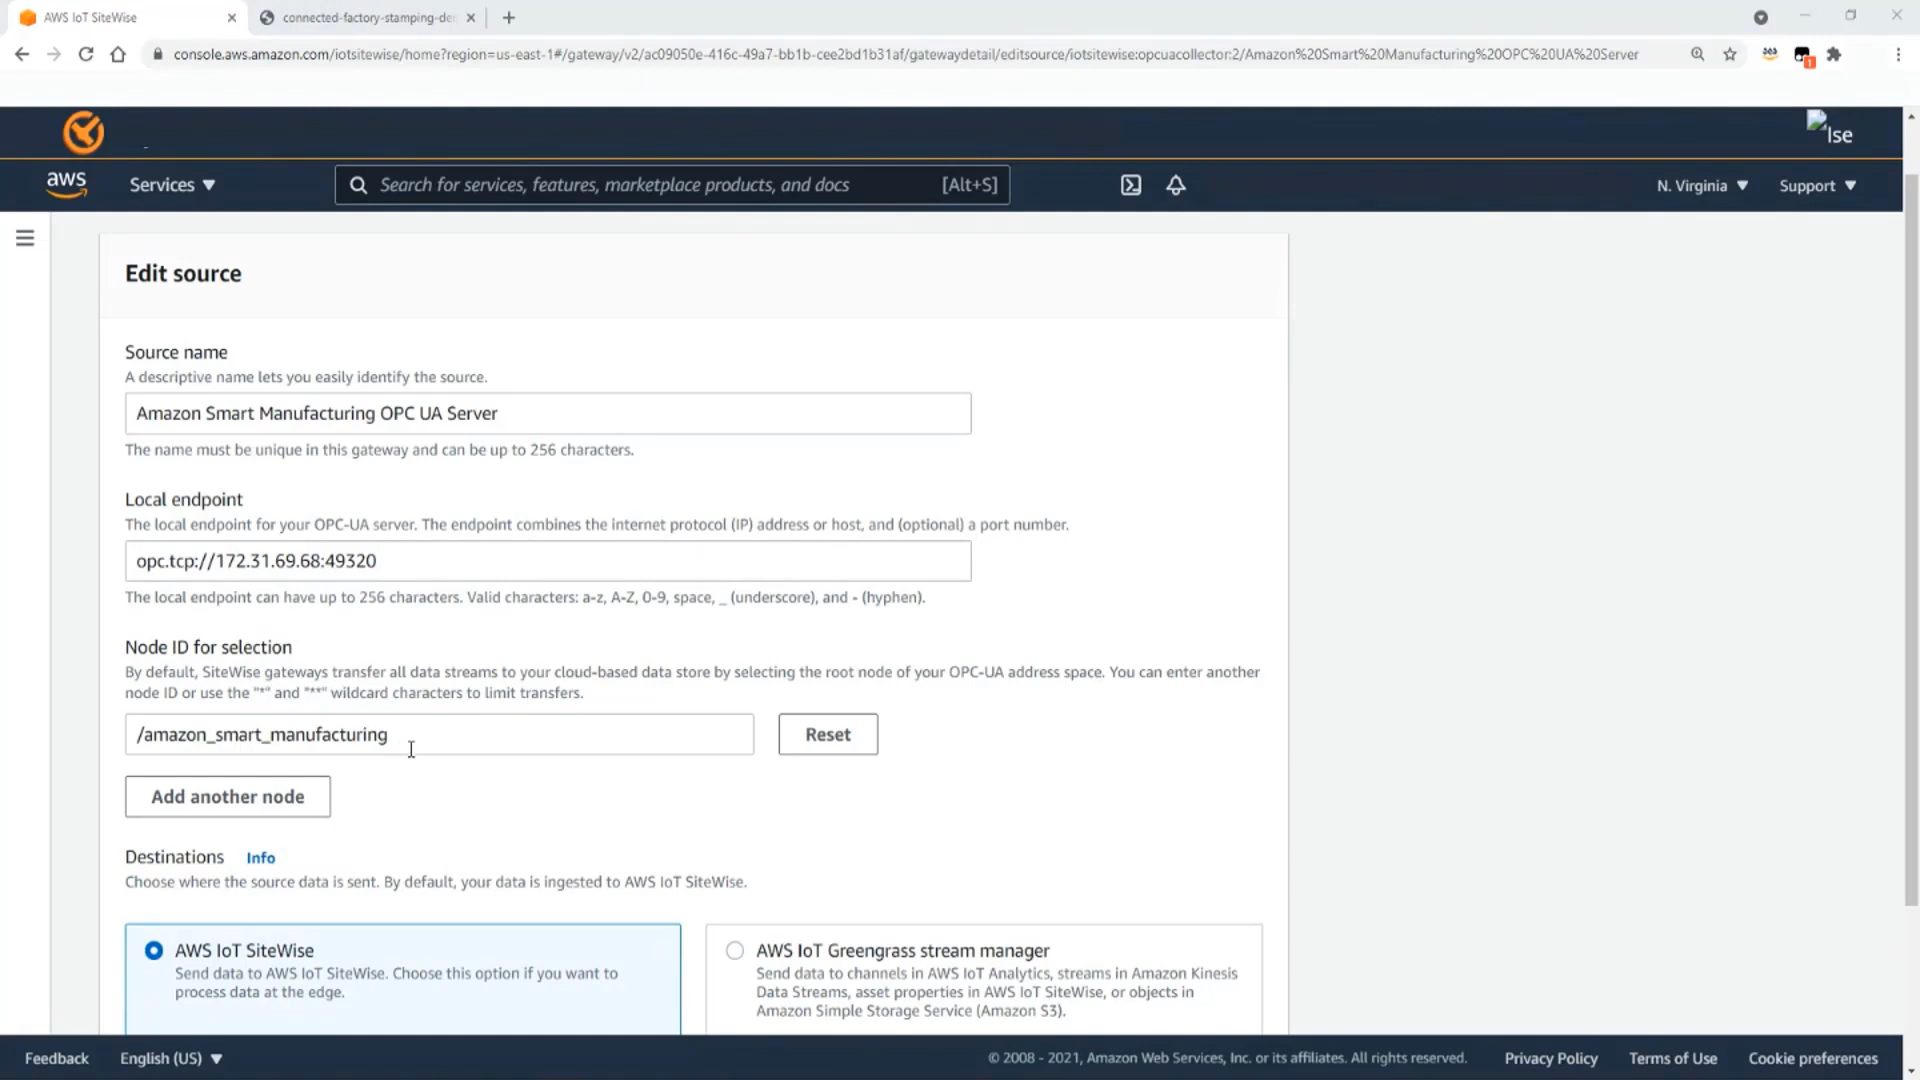 AWS IoT SiteWise
connected-factory-stamping-de
console.aws.amazon.com/iotsitewise/home?region=us-east-1#/gateway/v2/ac09050e-416c-49a7-bb1b-cee2bd1b31af/gatewaydetail/editsource/iotsitewise:opcuacollector:2/Amazon%20Smart%20Manufacturing%20OPC%20UA%20Server
1
Ise
aws
Services
Search for services, features, marketplace products, and docs
[Alt+S]
N. Virginia
Support
Edit source
Source name
A descriptive name lets you easily identify the source.
Amazon Smart Manufacturing OPC UA Server
The name must be unique in this gateway and can be up to 256 characters.
Local endpoint
The local endpoint for your OPC-UA server. The endpoint combines the internet protocol (IP) address or host, and (optional) a port number.
opc.tcp://172.31.69.68:49320
The local endpoint can have up to 256 characters. Valid characters: a-z, A-Z, 0-9, space, _ (underscore), and - (hyphen).
Node ID for selection
By default, SiteWise gateways transfer all data streams to your cloud-based data store by selecting the root node of your OPC-UA address space. You can enter another
node ID or use the "*" and "**" wildcard characters to limit transfers.
/amazon_smart_manufacturing
Reset
Add another node
Destinations Info
Choose where the source data is sent. By default, your data is ingested to AWS IoT SiteWise.
AWS IoT SiteWise
Send data to AWS IoT SiteWise. Choose this option if you want to
process data at the edge.
AWS IoT Greengrass stream manager
Send data to channels in AWS IoT Analytics, streams in Amazon Kinesis
Data Streams, asset properties in AWS IoT SiteWise, or objects in
Amazon Simple Storage Service (Amazon S3).
Feedback
English (US)
© 2008 - 2021, Amazon Web Services, Inc. or its affiliates. All rights reserved.
Privacy Policy
Terms of Use
Cookie preferences